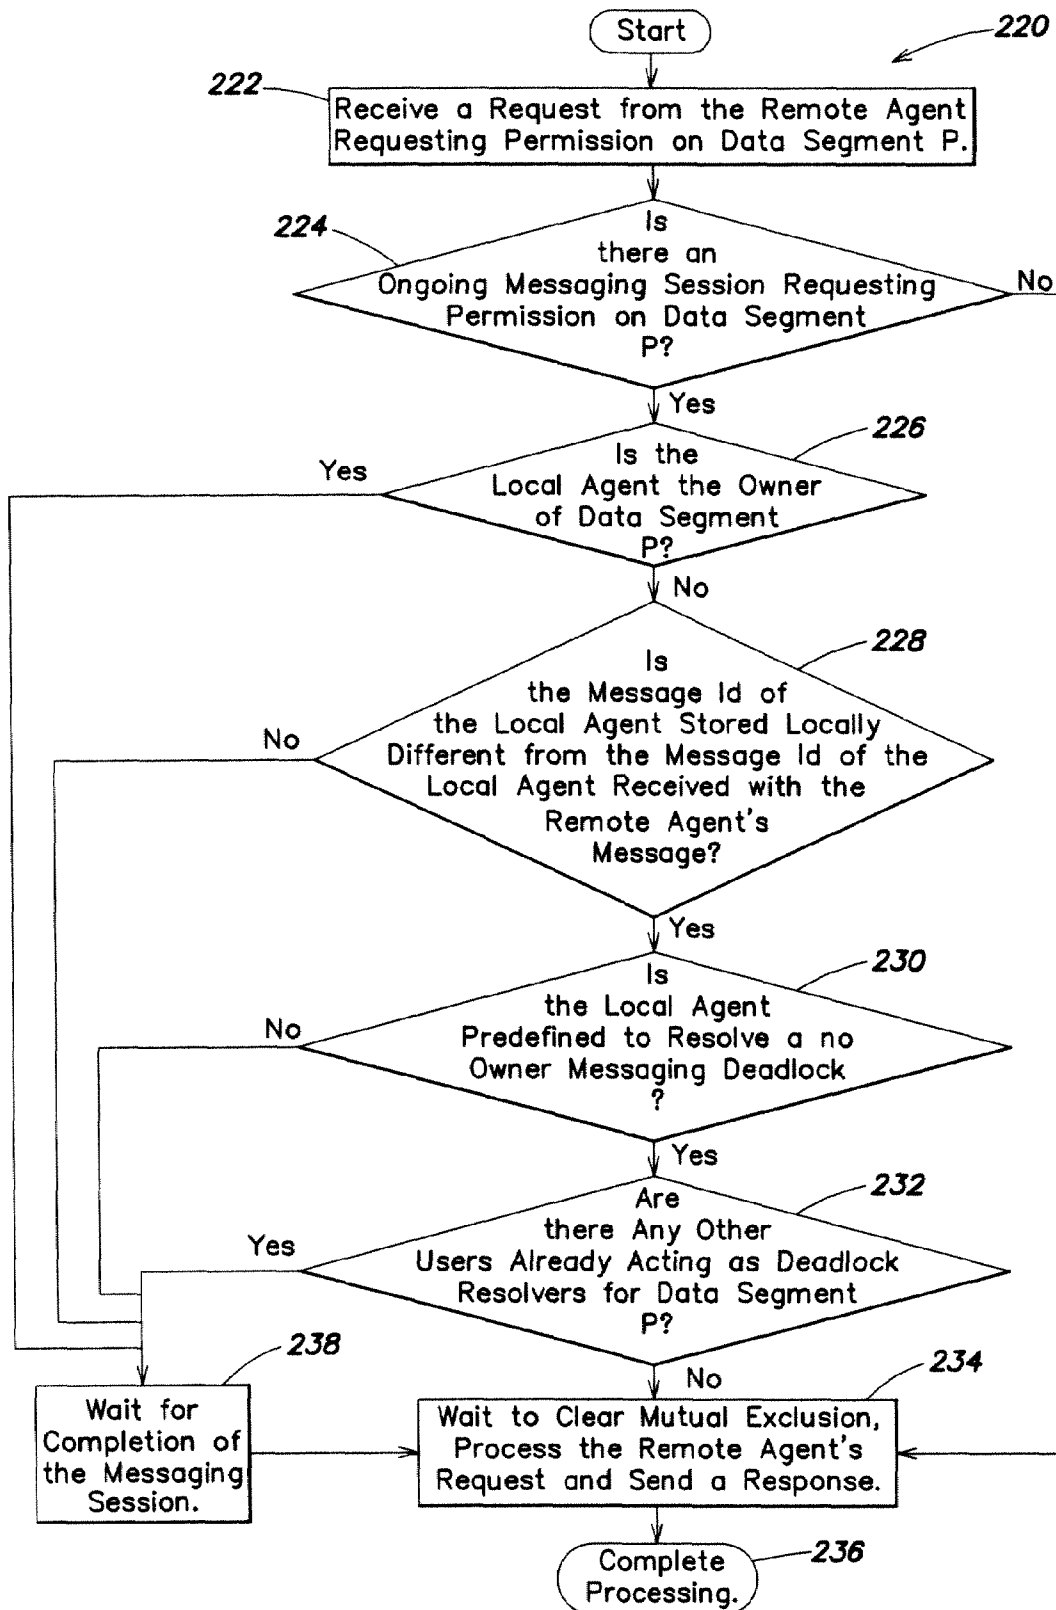 Start
220
222
Receive a Request from the Remote Agent
Requesting Permission on Data Segment P.
224
Is
there an
Ongoing Messaging Session Requesting
Permission on Data Segment
P?
No
Yes
226
Is the
Local Agent the Owner
of Data Segment
P?
Yes
No
228
Is
the Message Id of
the Local Agent Stored Locally
Different from the Message Id of the
Local Agent Received with the
Remote Agent's
Message?
No
Yes
230
Is
the Local Agent
Predefined to Resolve a no
Owner Messaging Deadlock
?
No
Yes
232
Are
there Any Other
Users Already Acting as Deadlock
Resolvers for Data Segment
P?
Yes
No
238
Wait for
Completion of
the Messaging
Session.
234
Wait to Clear Mutual Exclusion,
Process the Remote Agent's
Request and Send a Response.
236
Complete
Processing.